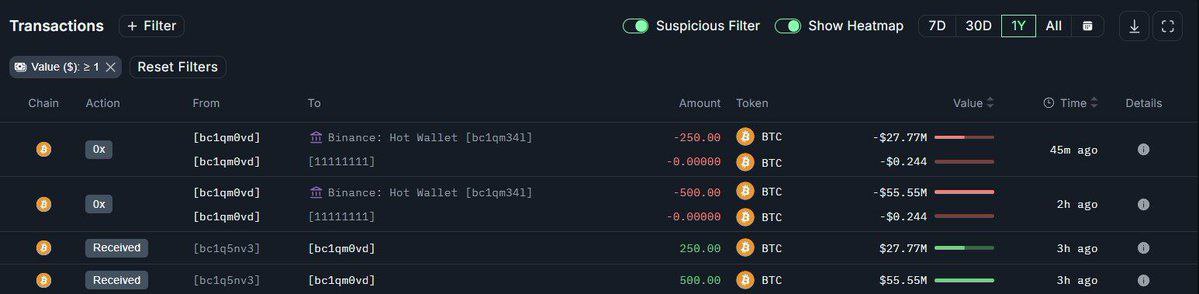 Transactions + Filter Suspicious Filter Show Heatmap 7D 30D 1Y All
Value ($): ≥ 1 Reset Filters
Chain Action From To Amount Token Value Time Details
[bc1qm0vd] Binance: Hot Wallet [bc1qm34l] -250.00 BTC -$27.77M
0x 45m ago
[bc1qm0vd] [11111111] -0.00000 BTC -$0.244
[bc1qm0vd] Binance: Hot Wallet [bc1qm34l] -500.00 BTC -$55.55M
0x 2h ago
[bc1qm0vd] [11111111] -0.00000 BTC -$0.244
Received [bc1q5nv3] [bc1qm0vd] 250.00 BTC $27.77M 3h ago
Received [bc1q5nv3] [bc1qm0vd] 500.00 BTC $55.55M 3h ago